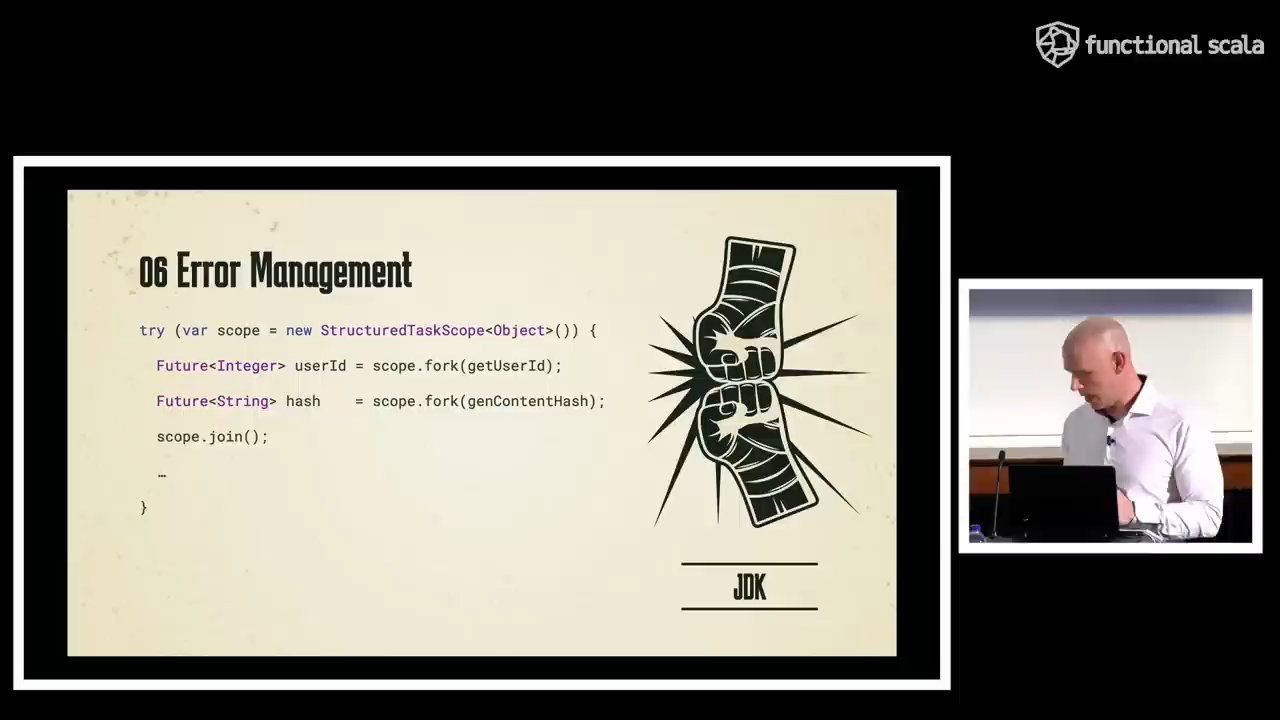 functional scala
06 Error Management
try (var scope = new StructuredTaskScope<Object>()) {
Future<Integer> userId = scope.fork(getUserId);
Future<String> hash    = scope.fork(genContentHash);
scope.join();
…
}
JDK